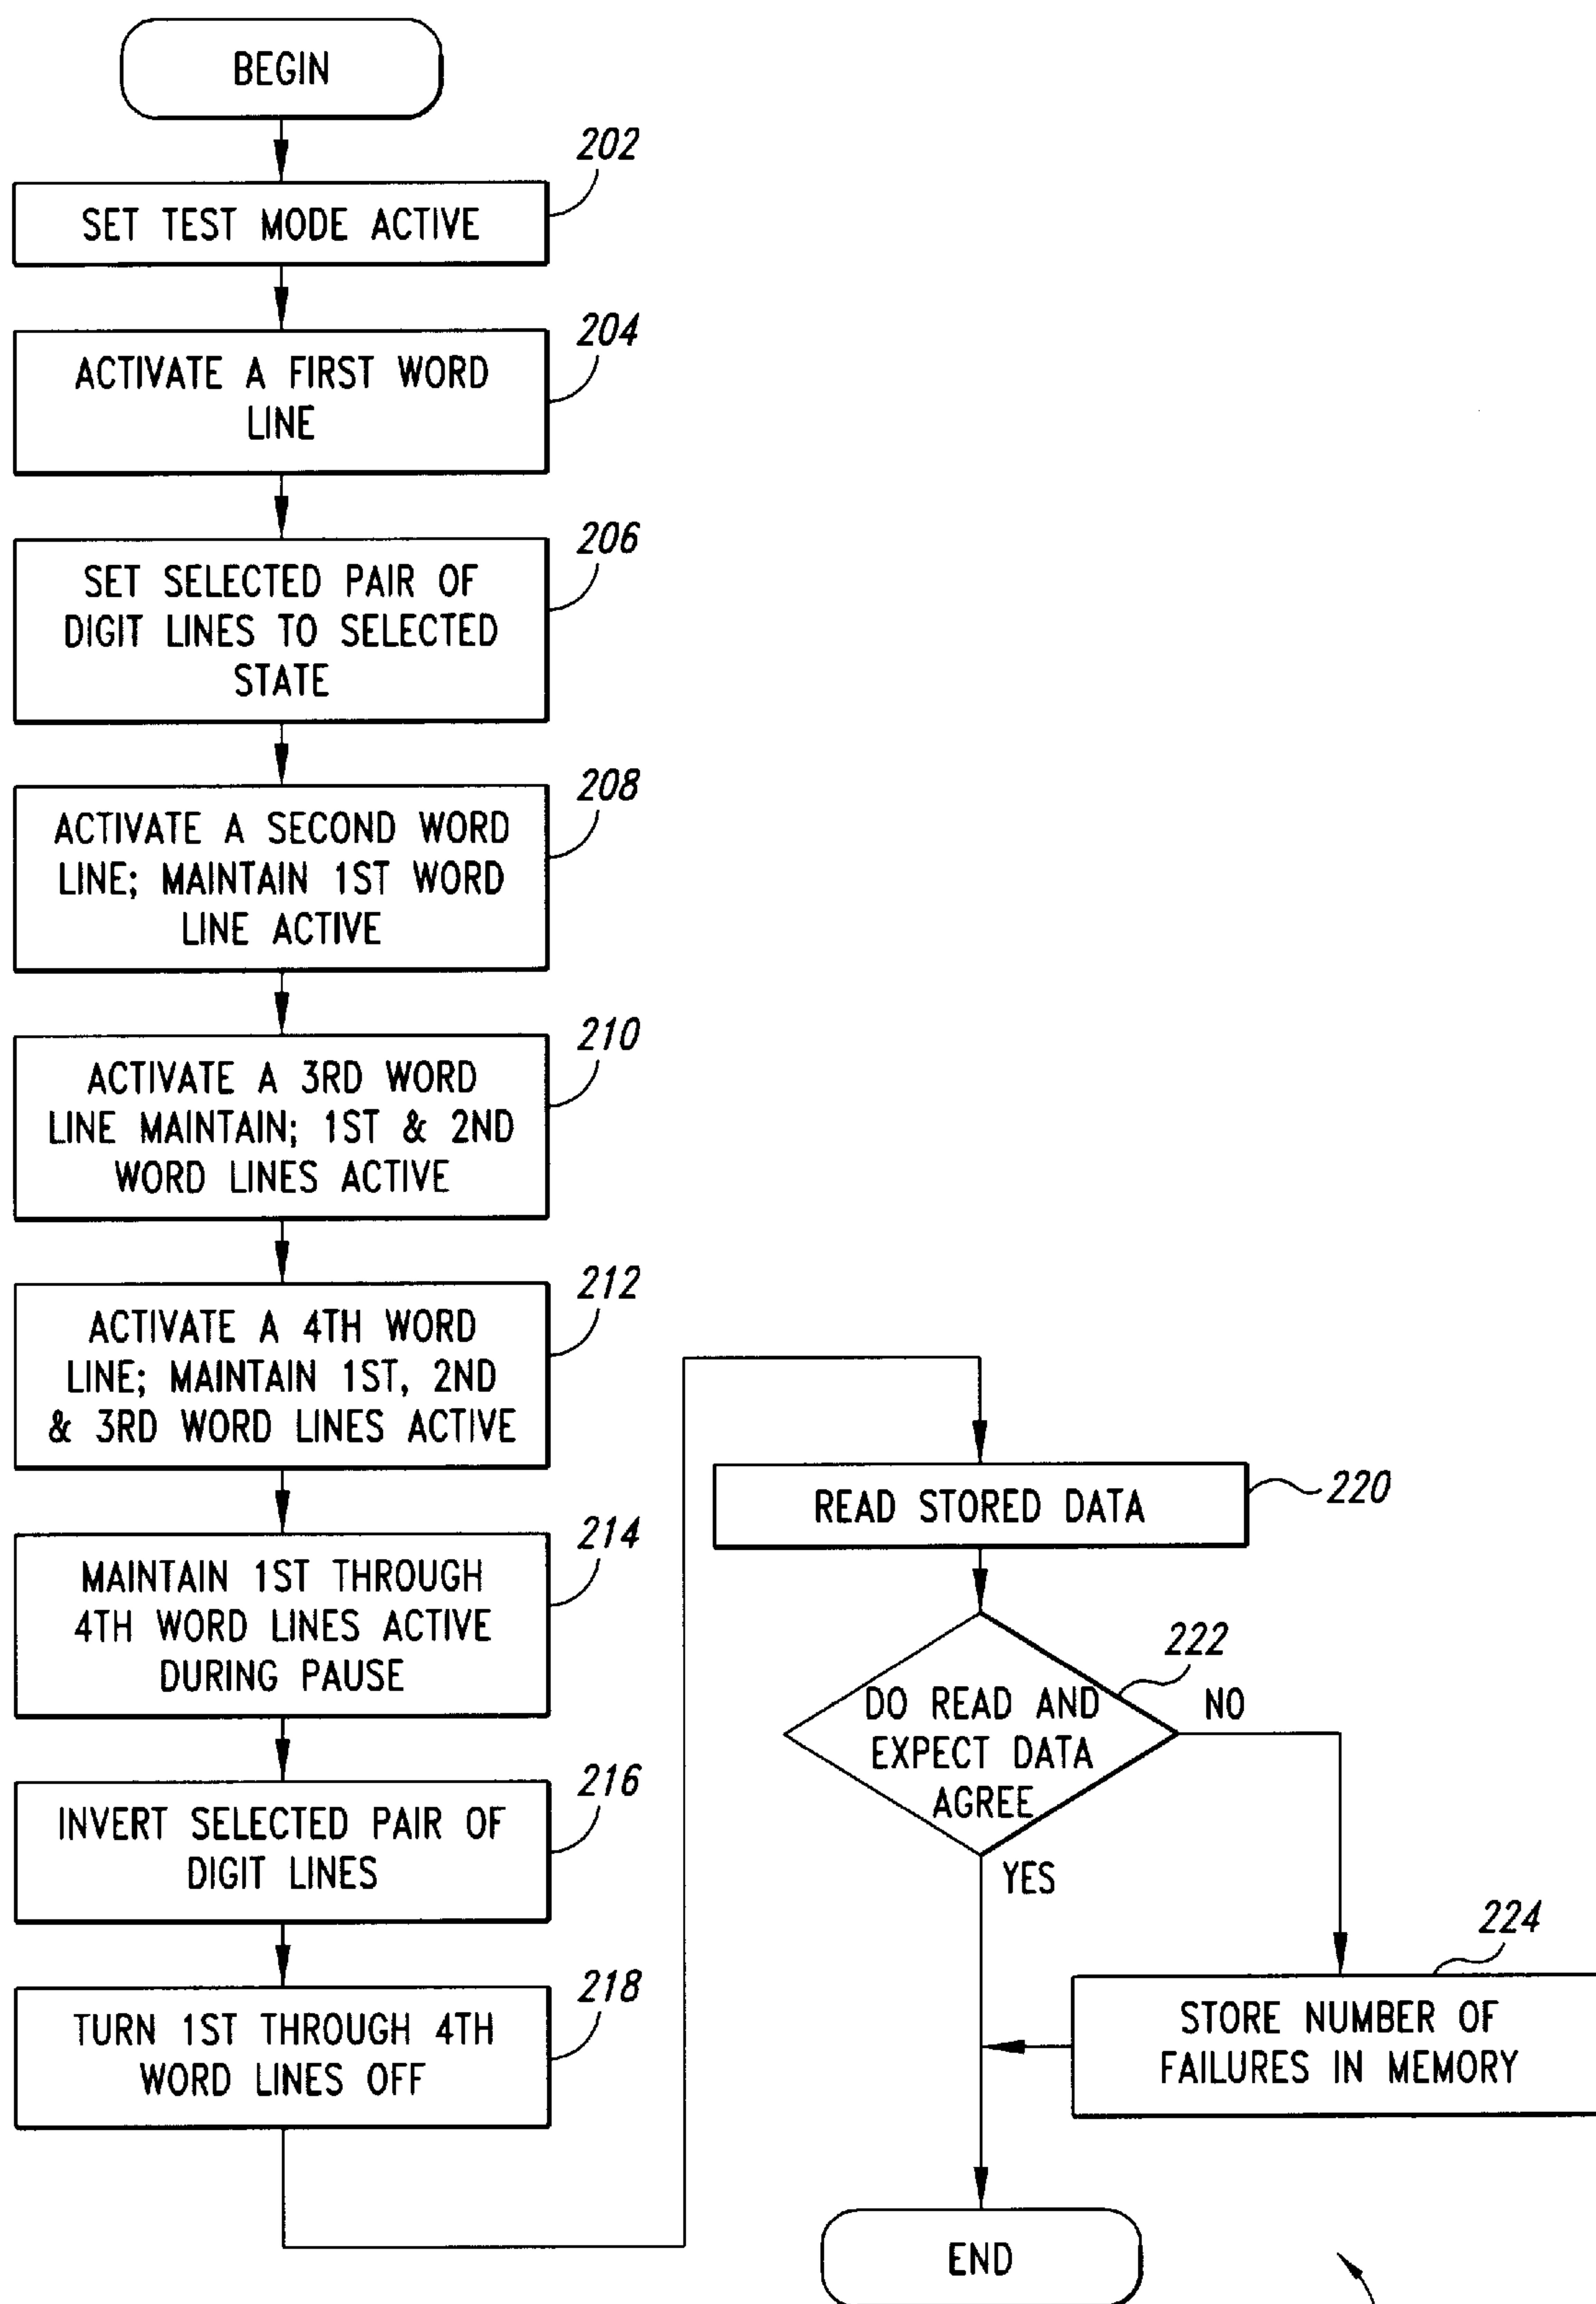 BEGIN
202
SET TEST MODE ACTIVE
204
ACTIVATE A FIRST WORD
LINE
206
SET SELECTED PAIR OF
DIGIT LINES TO SELECTED
STATE
208
ACTIVATE A SECOND WORD
LINE; MAINTAIN 1ST WORD
LINE ACTIVE
210
ACTIVATE A 3RD WORD
LINE MAINTAIN; 1ST & 2ND
WORD LINES ACTIVE
212
ACTIVATE A 4TH WORD
LINE; MAINTAIN 1ST, 2ND
& 3RD WORD LINES ACTIVE
214
MAINTAIN 1ST THROUGH
4TH WORD LINES ACTIVE
DURING PAUSE
216
INVERT SELECTED PAIR OF
DIGIT LINES
218
TURN 1ST THROUGH 4TH
WORD LINES OFF
220
READ STORED DATA
222
DO READ AND
EXPECT DATA
AGREE
NO
YES
224
STORE NUMBER OF
FAILURES IN MEMORY
END